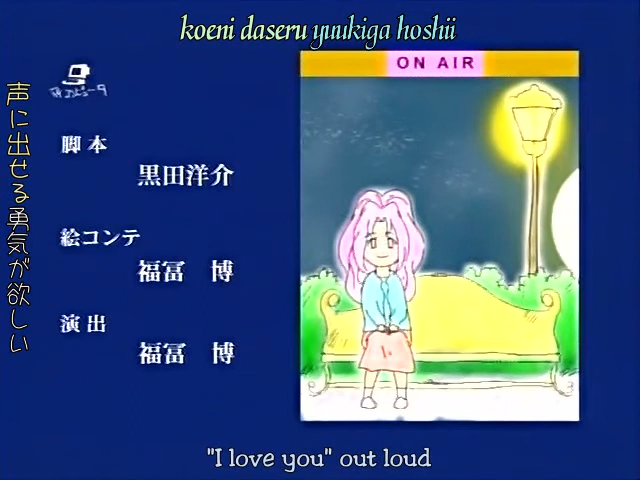 koeni daseru yuukiga hoshii
ON AIR
声に出せる勇気が欲しい
脚本
黒田洋介
絵コンテ
福冨 博
演出
福冨 博
"I love you" out loud